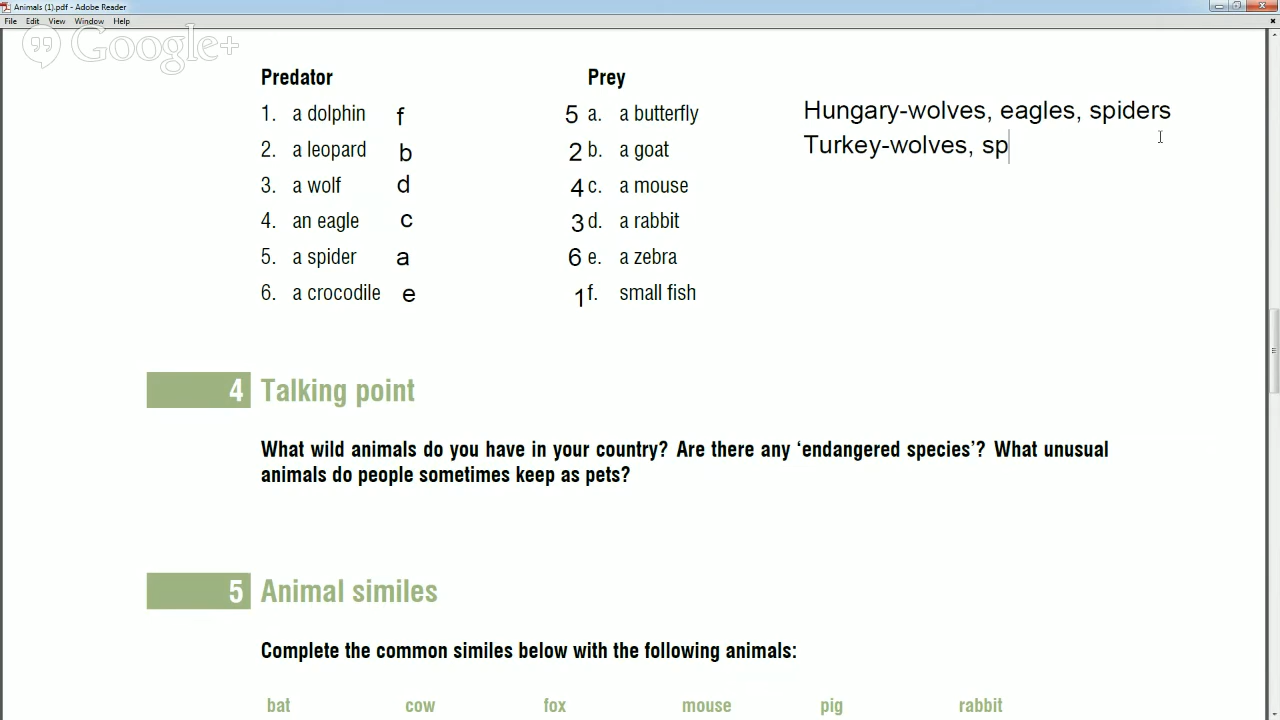 Animals (1).pdf - Adobe Reader
File Edit View Window Help
Google+
Predator Prey
1. a dolphin f 5 a. a butterfly Hungary-wolves, eagles, spiders
2. a leopard b 2 b. a goat Turkey-wolves, sp
3. a wolf d 4 c. a mouse
4. an eagle c 3 d. a rabbit
5. a spider a 6 e. a zebra
6. a crocodile e 1 f. small fish
4 Talking point
What wild animals do you have in your country? Are there any ‘endangered species’? What unusual
animals do people sometimes keep as pets?
5 Animal similes
Complete the common similes below with the following animals:
bat cow fox mouse pig rabbit